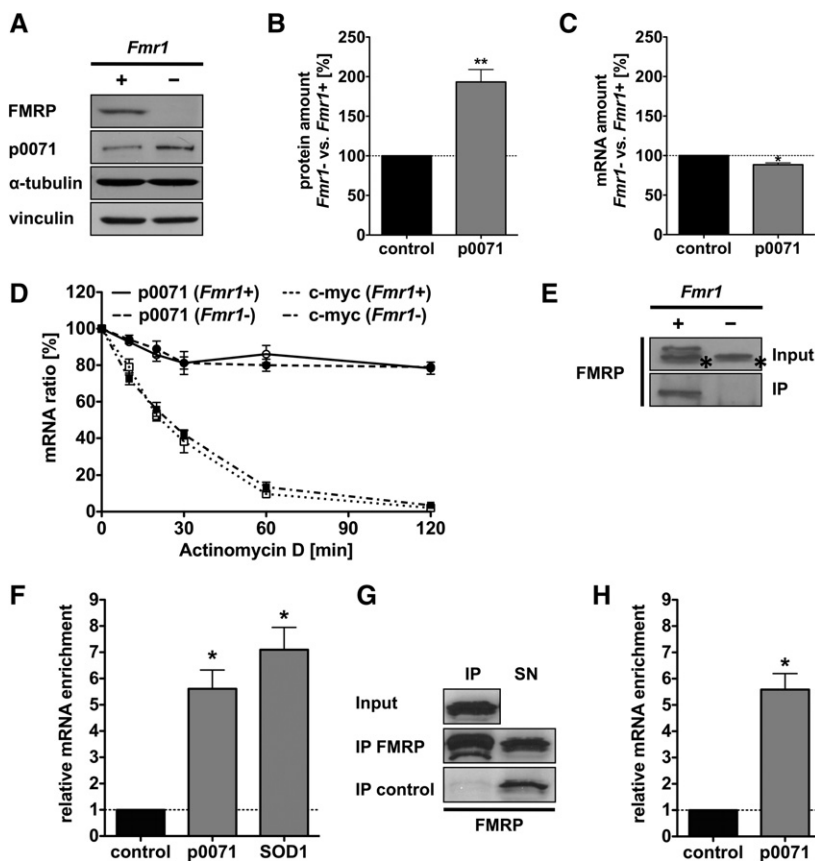 A
Fmr1
+ −
FMRP
p0071
α-tubulin
vinculin
B
250
200
150
100
50
0
protein amount
Fmr1- vs. Fmr1+ [%]
**
control p0071
C
250
200
150
100
50
0
mRNA amount
Fmr1- vs. Fmr1+ [%]
*
control p0071
D
p0071 (Fmr1+) c-myc (Fmr1+)
p0071 (Fmr1-) c-myc (Fmr1-)
120
100
80
60
40
20
0
mRNA ratio [%]
0 30 60 90 120
Actinomycin D [min]
E
Fmr1
+ −
FMRP
* * Input
IP
F
9
8
7
6
5
4
3
2
1
0
relative mRNA enrichment
* *
control p0071 SOD1
G
IP SN
Input
IP FMRP
IP control
FMRP
H
9
8
7
6
5
4
3
2
1
0
relative mRNA enrichment
*
control p0071